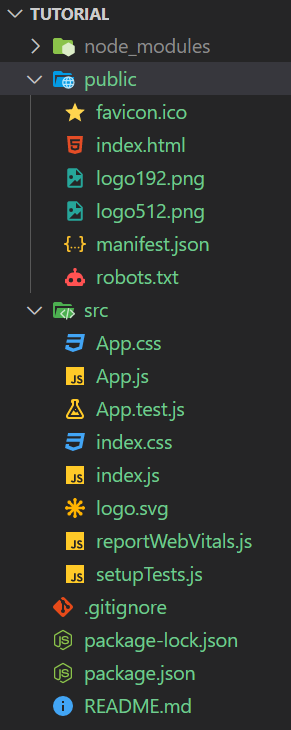 TUTORIAL
node_modules
public
favicon.ico
index.html
logo192.png
logo512.png
manifest.json
robots.txt
src
App.css
App.js
App.test.js
index.css
index.js
logo.svg
reportWebVitals.js
setupTests.js
.gitignore
package-lock.json
package.json
README.md